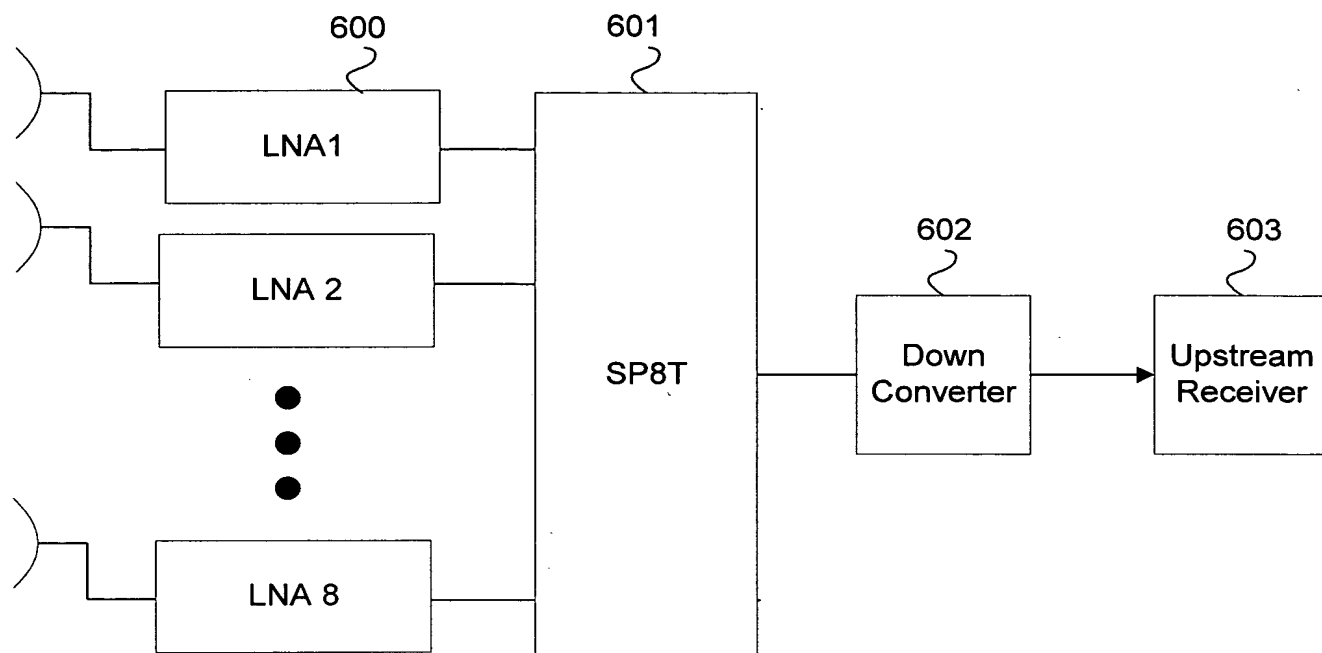 600
601
LNA1
LNA 2
602
603
SP8T
Down
Converter
Upstream
Receiver
LNA 8